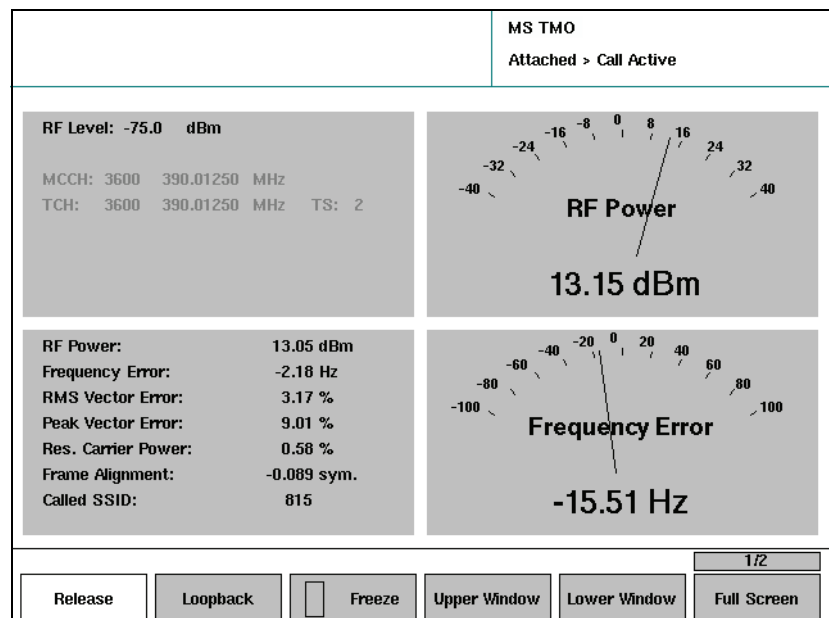 MS TMO
Attached > Call Active
RF Level: -75.0 dBm
MCCH: 3600 390.01250 MHz
TCH: 3600 390.01250 MHz TS: 2
-40 -32 -24 -16 -8 0 8 16 24 32 40
RF Power
13.15 dBm
RF Power: 13.05 dBm
Frequency Error: -2.18 Hz
RMS Vector Error: 3.17 %
Peak Vector Error: 9.01 %
Res. Carrier Power: 0.58 %
Frame Alignment: -0.089 sym.
Called SSID: 815
-100 -80 -60 -40 -20 0 20 40 60 80 100
Frequency Error
-15.51 Hz
1/2
Release Loopback Freeze Upper Window Lower Window Full Screen